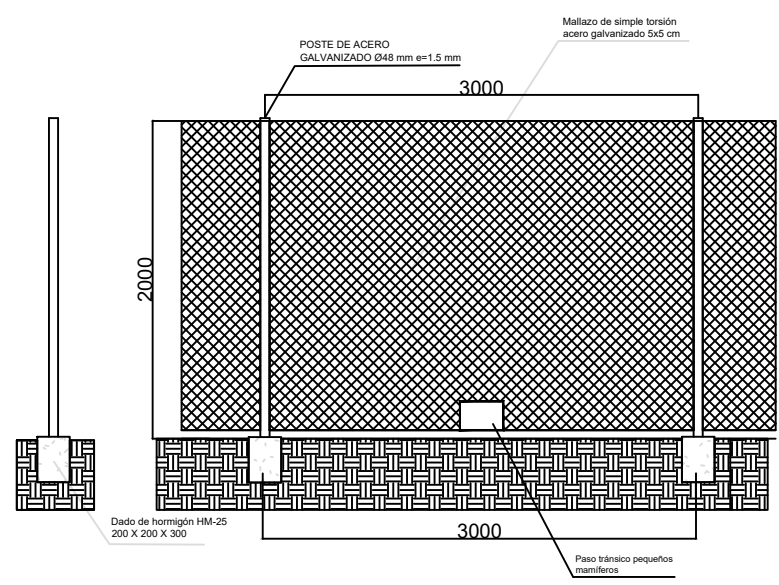 Mallazo de simple torsión
acero galvanizado 5x5 cm
POSTE DE ACERO
GALVANIZADO Ø48 mm e=1.5 mm
3000
2000
Dado de hormigón HM-25
200 X 200 X 300
3000
Paso tránsico pequeños
mamíferos